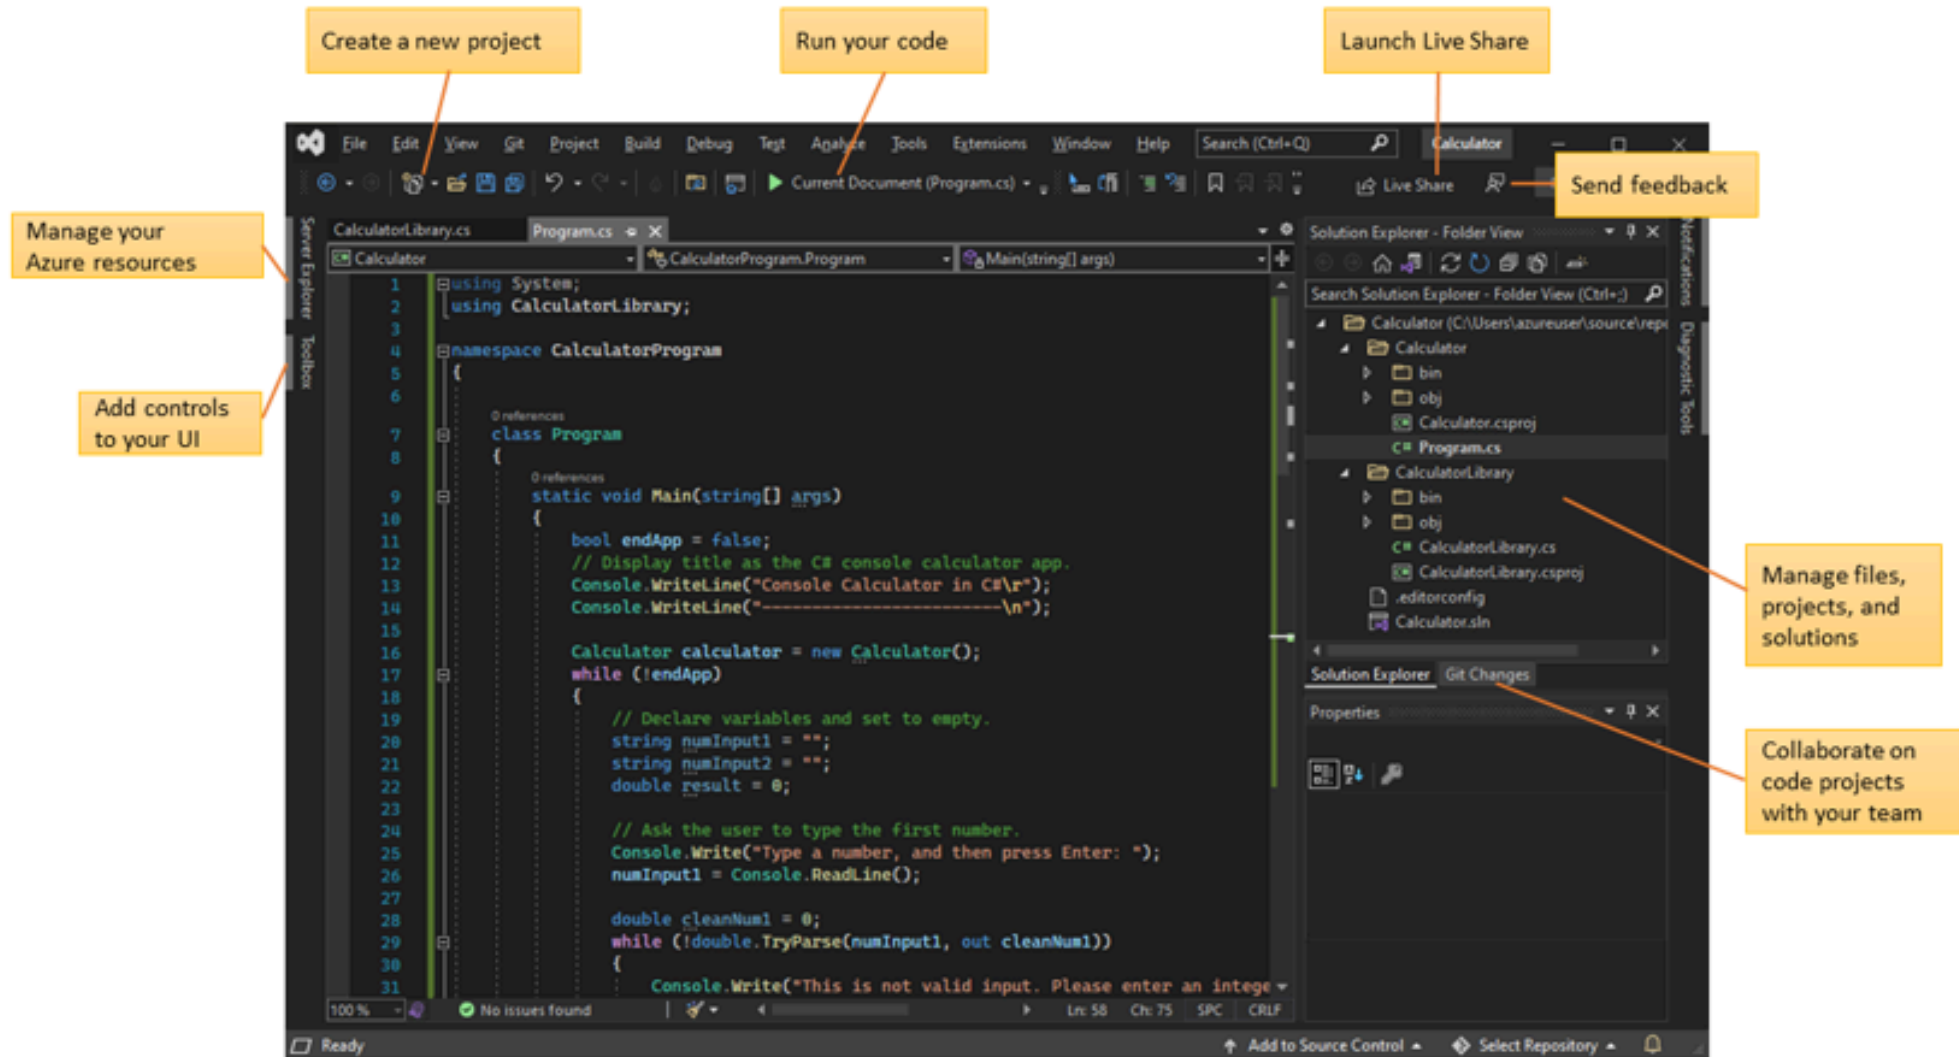 Create a new project
Run your code
Launch Live Share
File Edit View Git Project Build Debug Test Analyze Tools Extensions Window Help Search (Ctrl+Q) Calculator
Current Document (Program.cs) Live Share
Send feedback
Manage your
Azure resources
Add controls
to your UI
Server Explorer
Toolbox
CalculatorLibrary.cs Program.cs
Calculator CalculatorProgram.Program Main(string[] args)
1 using System;
2 using CalculatorLibrary;
3
4 namespace CalculatorProgram
5 {
6
0 references
7 class Program
8 {
0 references
9 static void Main(string[] args)
10 {
11 bool endApp = false;
12 // Display title as the C# console calculator app.
13 Console.WriteLine("Console Calculator in C#\r");
14 Console.WriteLine("------------------------\n");
15
16 Calculator calculator = new Calculator();
17 while (!endApp)
18 {
19 // Declare variables and set to empty.
20 string numInput1 = "";
21 string numInput2 = "";
22 double result = 0;
23
24 // Ask the user to type the first number.
25 Console.Write("Type a number, and then press Enter: ");
26 numInput1 = Console.ReadLine();
27
28 double cleanNum1 = 0;
29 while (!double.TryParse(numInput1, out cleanNum1))
30 {
31 Console.Write("This is not valid input. Please enter an intege
100 % No issues found Ln: 58 Ch: 75 SPC CRLF
Solution Explorer - Folder View
Search Solution Explorer - Folder View (Ctrl+;)
Calculator (C:\Users\azureuser\source\repo
Calculator
bin
obj
Calculator.csproj
C# Program.cs
CalculatorLibrary
bin
obj
C# CalculatorLibrary.cs
CalculatorLibrary.csproj
.editorconfig
Calculator.sln
Solution Explorer Git Changes
Properties
Notifications
Diagnostic Tools
Manage files,
projects, and
solutions
Collaborate on
code projects
with your team
Ready Add to Source Control Select Repository